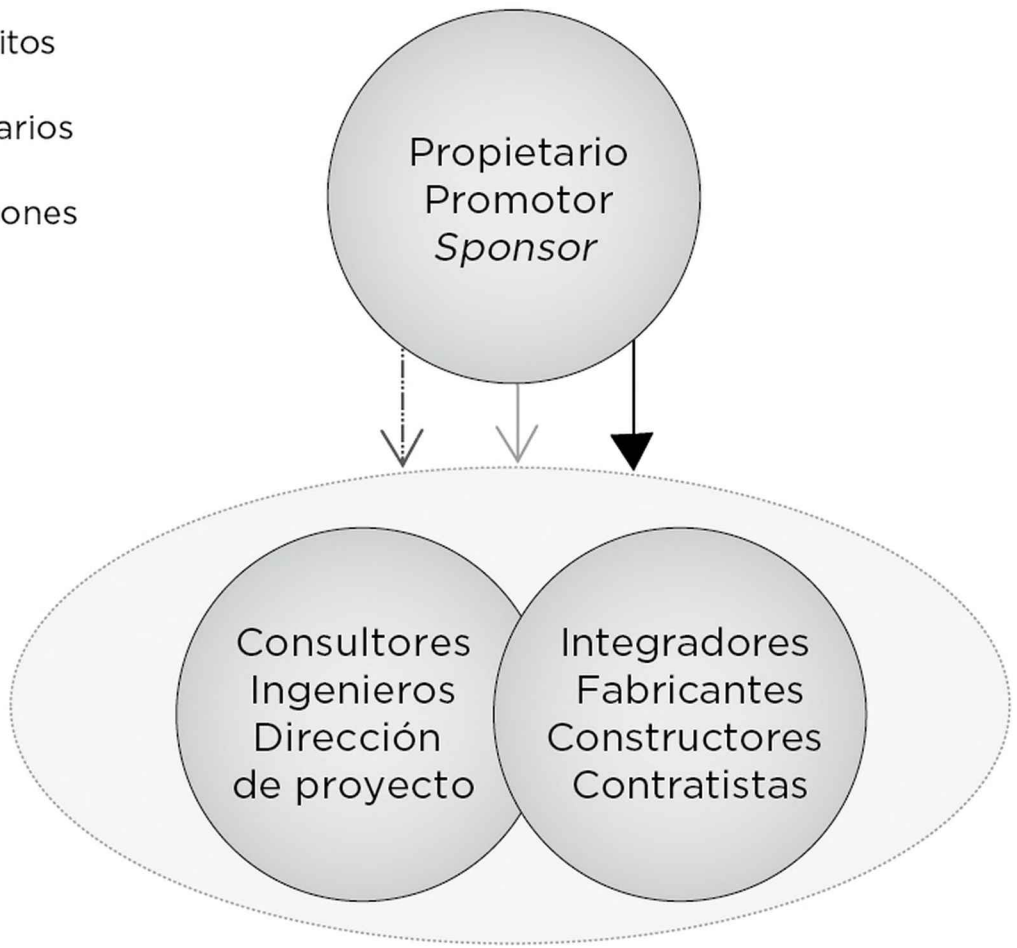 itos
arios
ones
Propietario
Promotor
Sponsor
Consultores
Ingenieros
Dirección
de proyecto
Integradores
Fabricantes
Constructores
Contratistas